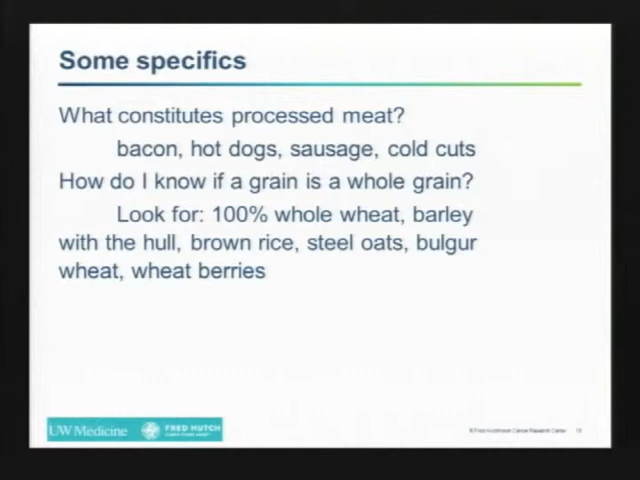 Some specifics
What constitutes processed meat?
bacon, hot dogs, sausage, cold cuts
How do I know if a grain is a whole grain?
Look for: 100% whole wheat, barley
with the hull, brown rice, steel oats, bulgur
wheat, wheat berries
UW Medicine
FRED HUTCH